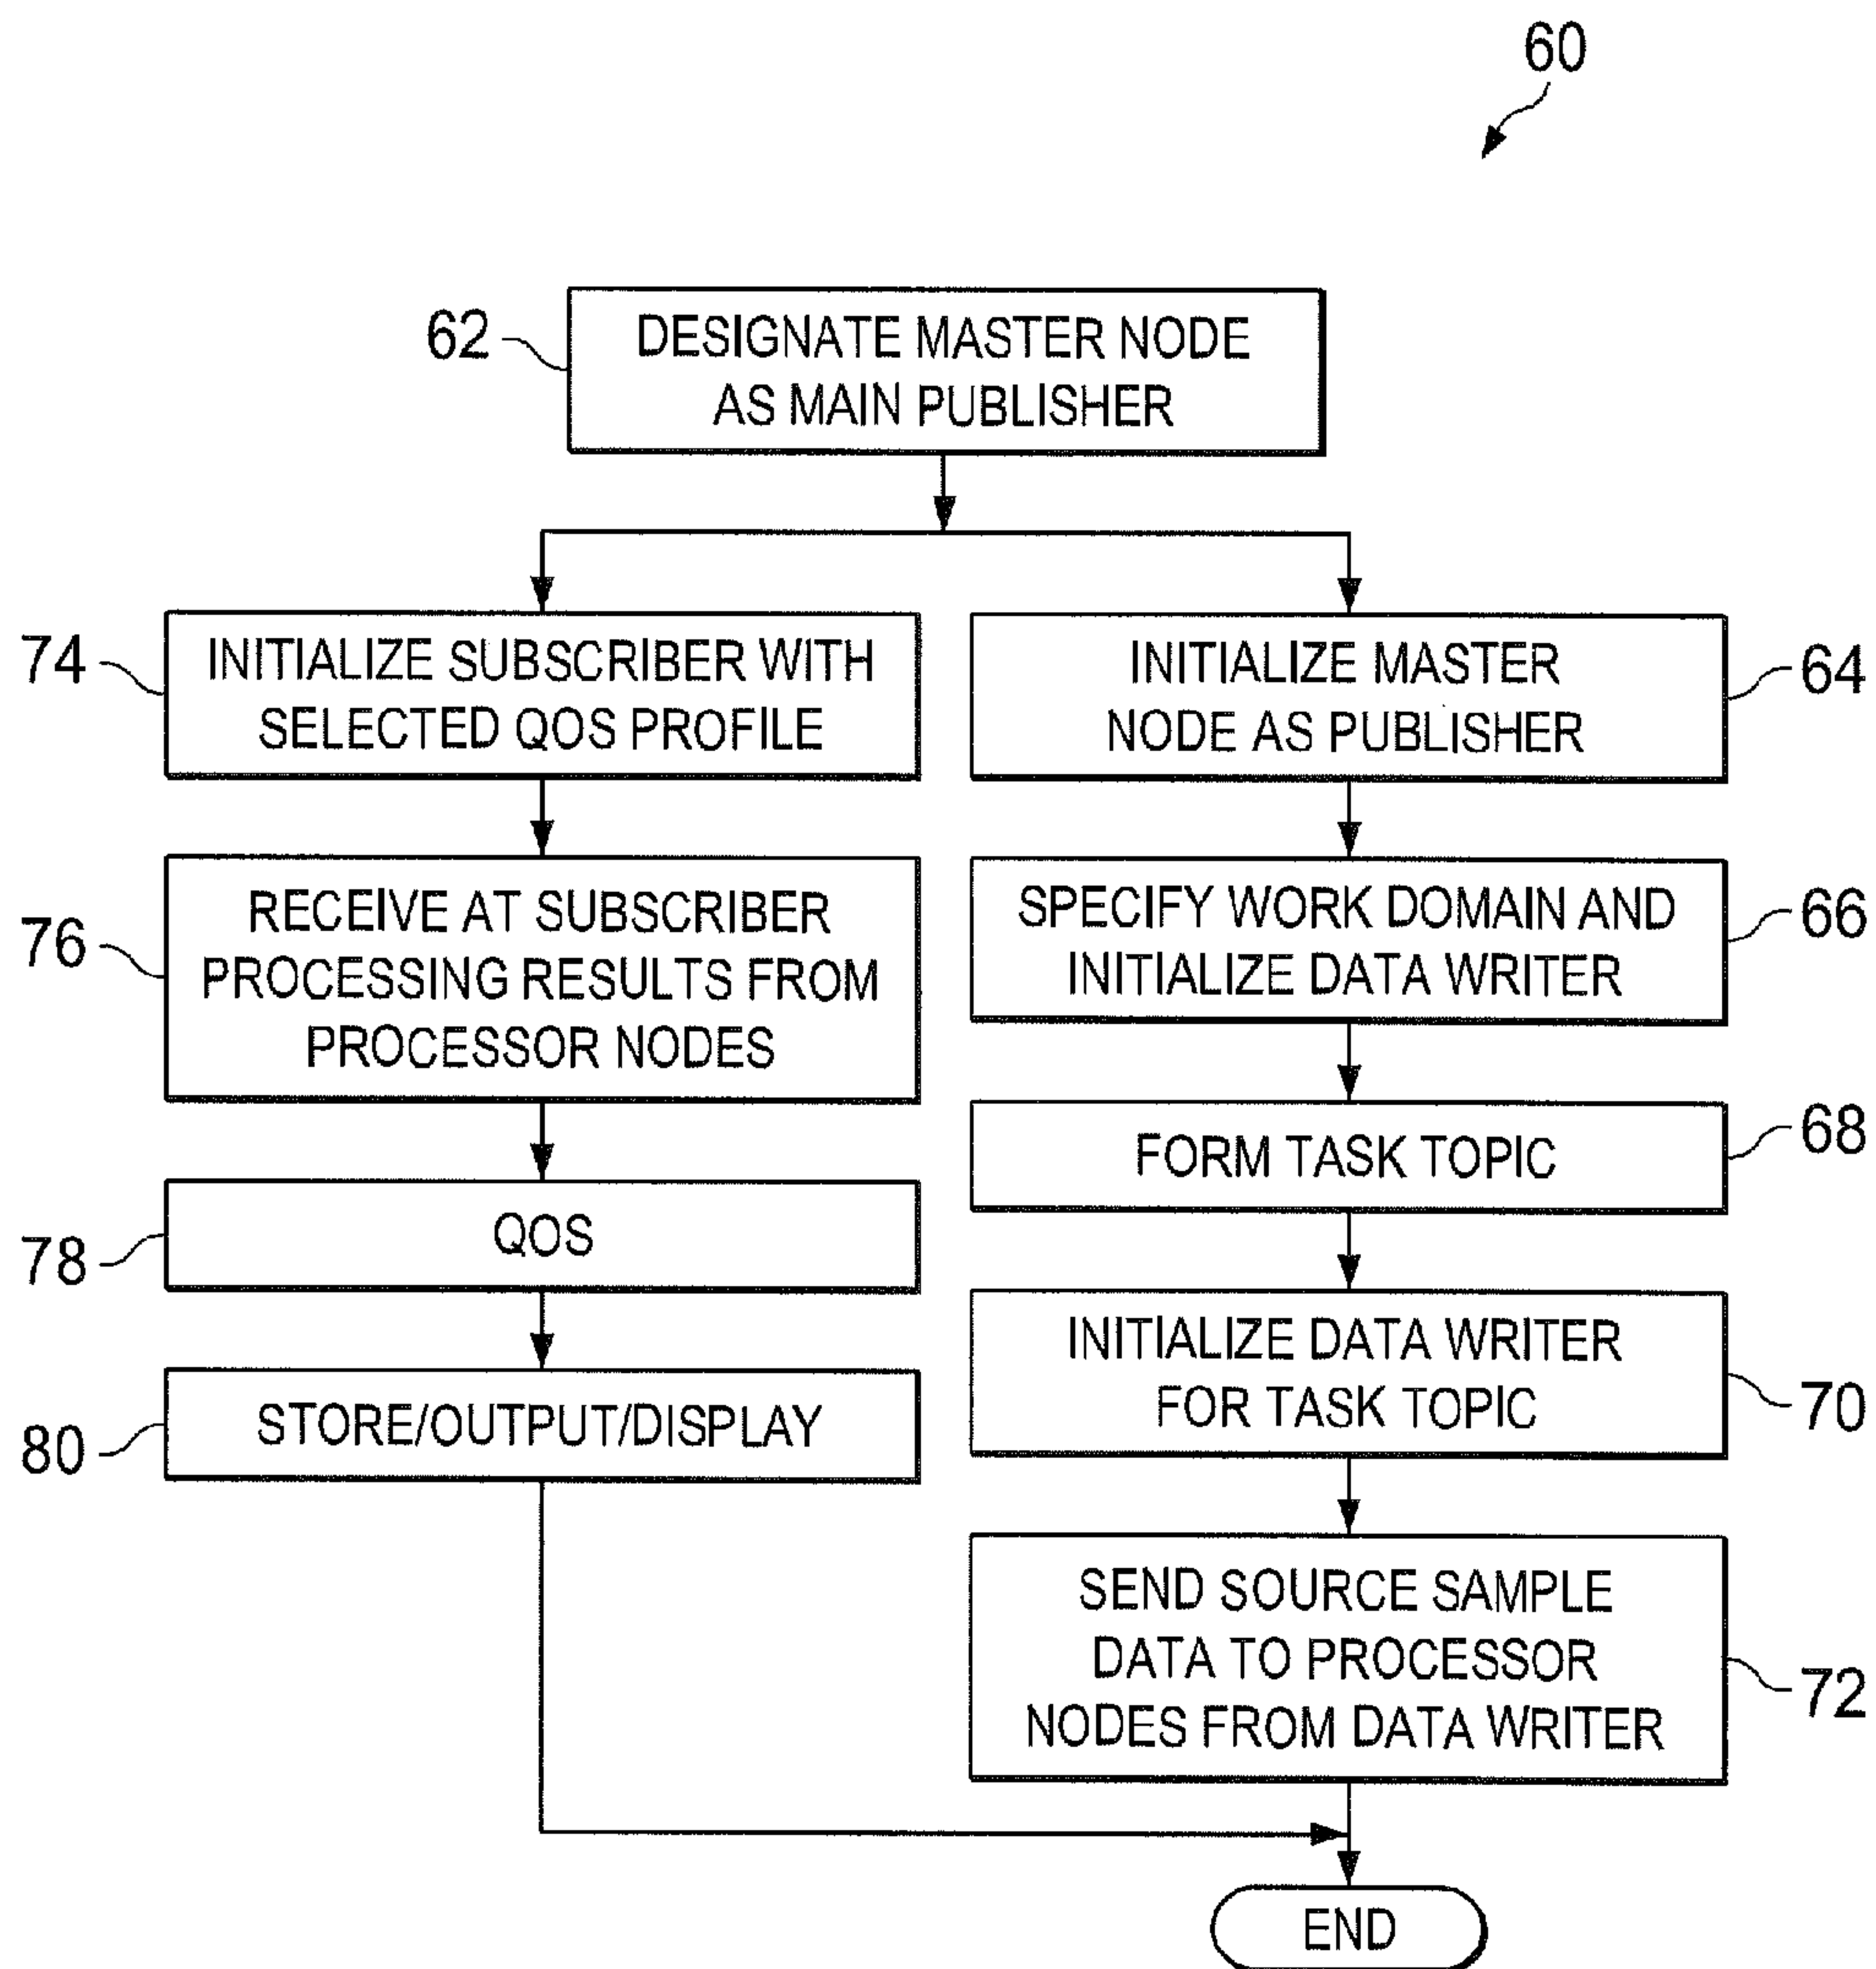 60
62
DESIGNATE MASTER NODE
AS MAIN PUBLISHER
74
INITIALIZE SUBSCRIBER WITH
SELECTED QOS PROFILE
76
RECEIVE AT SUBSCRIBER
PROCESSING RESULTS FROM
PROCESSOR NODES
78
QOS
80
STORE/OUTPUT/DISPLAY
INITIALIZE MASTER
NODE AS PUBLISHER
64
SPECIFY WORK DOMAIN AND
INITIALIZE DATA WRITER
66
FORM TASK TOPIC
68
INITIALIZE DATA WRITER
FOR TASK TOPIC
70
SEND SOURCE SAMPLE
DATA TO PROCESSOR
NODES FROM DATA WRITER
72
END